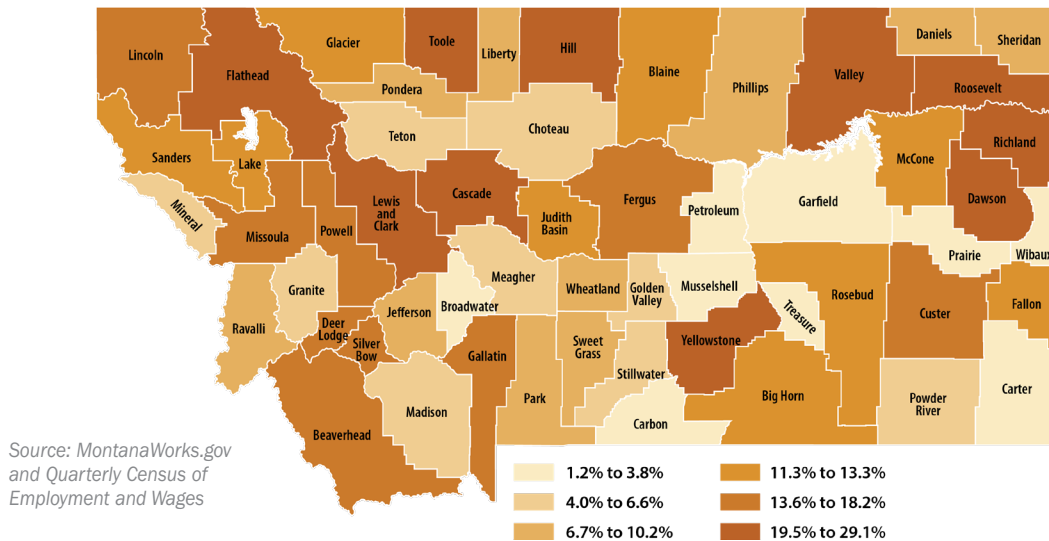 Lincoln
Flathead
Glacier
Toole
Liberty
Hill
Blaine
Phillips
Valley
Daniels
Sheridan
Roosevelt
Pondera
Teton
Choteau
Sanders
Lake
McCone
Richland
Dawson
Mineral
Missoula
Powell
Lewis
and
Clark
Cascade
Judith
Basin
Fergus
Petroleum
Garfield
Prairie
Wibaux
Granite
Ravalli
Deer
Lodge
Silver
Bow
Jefferson
Broadwater
Meagher
Wheatland
Golden
Valley
Musselshell
Treasure
Rosebud
Custer
Fallon
Beaverhead
Madison
Gallatin
Park
Sweet
Grass
Stillwater
Yellowstone
Carbon
Big Horn
Powder
River
Carter
Source: MontanaWorks.gov
and Quarterly Census of
Employment and Wages
1.2% to 3.8%
4.0% to 6.6%
6.7% to 10.2%
11.3% to 13.3%
13.6% to 18.2%
19.5% to 29.1%